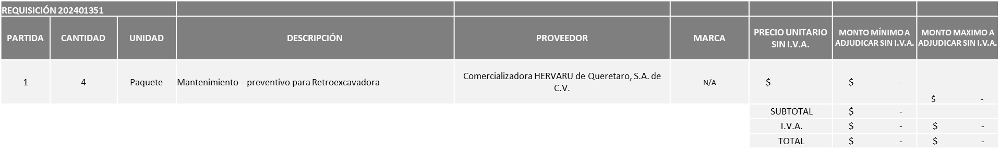 REQUISICIÓN 202401351
PARTIDA CANTIDAD UNIDAD DESCRIPCIÓN PROVEEDOR MARCA PRECIO UNITARIO SIN I.V.A. MONTO MÍNIMO A ADJUDICAR SIN I.V.A. MONTO MAXIMO A ADJUDICAR SIN I.V.A.
1 4 Paquete Mantenimiento - preventivo para Retroexcavadora Comercializadora HERVARU de Queretaro, S.A. de C.V. N/A $ - $ - $ -
SUBTOTAL $ -
I.V.A. $ - $ -
TOTAL $ - $ -